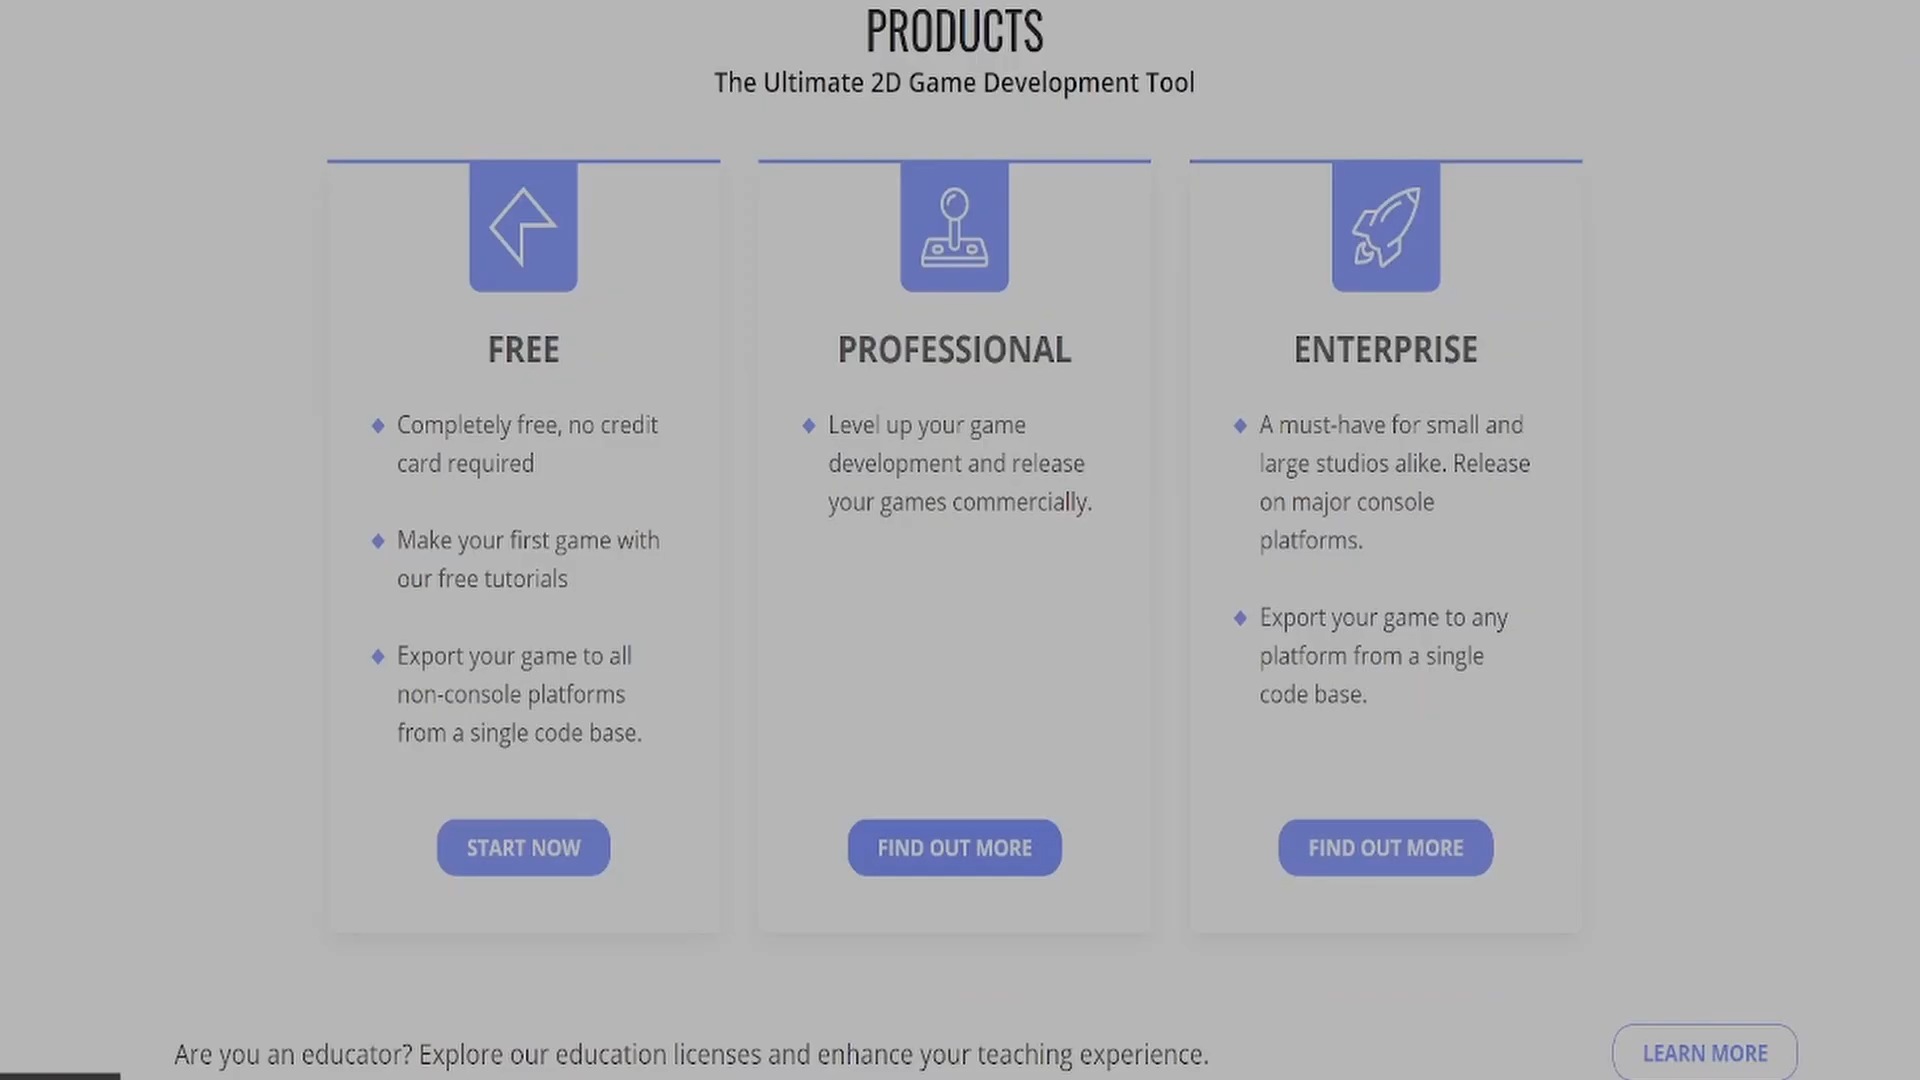 PRODUCTS
The Ultimate 2D Game Development Tool
FREE
Completely free, no credit
card required
Make your first game with
our free tutorials
Export your game to all
non-console platforms
from a single code base.
START NOW
PROFESSIONAL
Level up your game
development and release
your games commercially.
FIND OUT MORE
ENTERPRISE
A must-have for small and
large studios alike. Release
on major console
platforms.
Export your game to any
platform from a single
code base.
FIND OUT MORE
Are you an educator? Explore our education licenses and enhance your teaching experience.
LEARN MORE